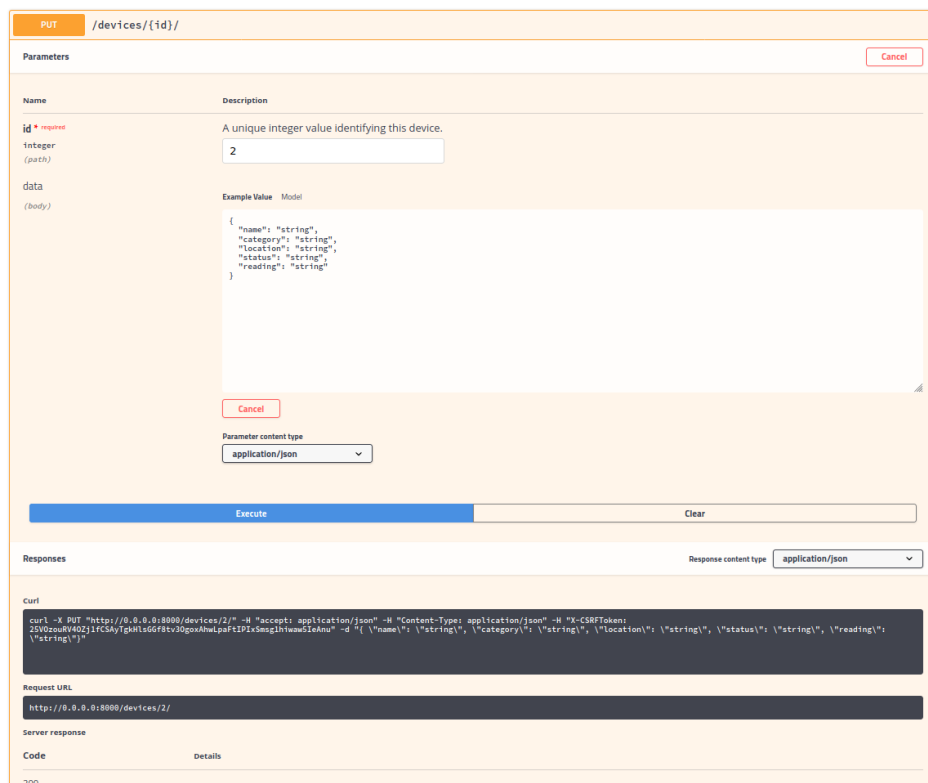 PUT /devices/{id}/
Parameters Cancel
Name Description
id * required A unique integer value identifying this device.
integer 2
(path)
data
(body)
Example Value Model
{
"name": "string",
"category": "string",
"location": "string",
"status": "string",
"reading": "string"
}
Cancel
Parameter content type
application/json
Execute Clear
Responses Response content type application/json
Curl
curl -X PUT "http://0.0.0.0:8000/devices/2/" -H "accept: application/json" -H "Content-Type: application/json" -H "X-CSRFToken:
25VOzouRV4OZj1fCSAyTgkHlsGGf8tv3OgoxAhwLpaFtIPIxSmsg1hiwaw5IeAnu" -d "{ \"name\": \"string\", \"category\": \"string\", \"location\": \"string\", \"status\": \"string\", \"reading\":
\"string\"}"
Request URL
http://0.0.0.0:8000/devices/2/
Server response
Code Details
200